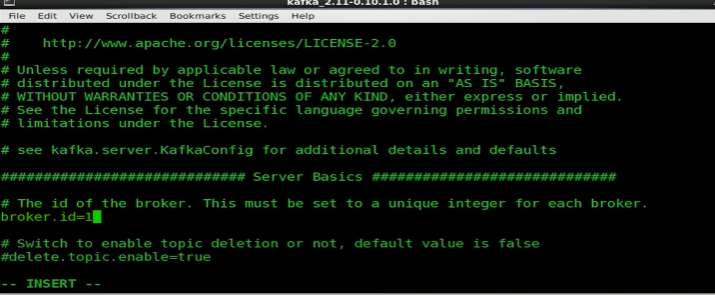 kafka_2.11-0.10.1.0 : bash
File Edit View Scrollback Bookmarks Settings Help
#
#    http://www.apache.org/licenses/LICENSE-2.0
#
# Unless required by applicable law or agreed to in writing, software
# distributed under the License is distributed on an "AS IS" BASIS,
# WITHOUT WARRANTIES OR CONDITIONS OF ANY KIND, either express or implied.
# See the License for the specific language governing permissions and
# limitations under the License.
# see kafka.server.KafkaConfig for additional details and defaults
############################# Server Basics #############################
# The id of the broker. This must be set to a unique integer for each broker.
broker.id=1
# Switch to enable topic deletion or not, default value is false
#delete.topic.enable=true
-- INSERT --